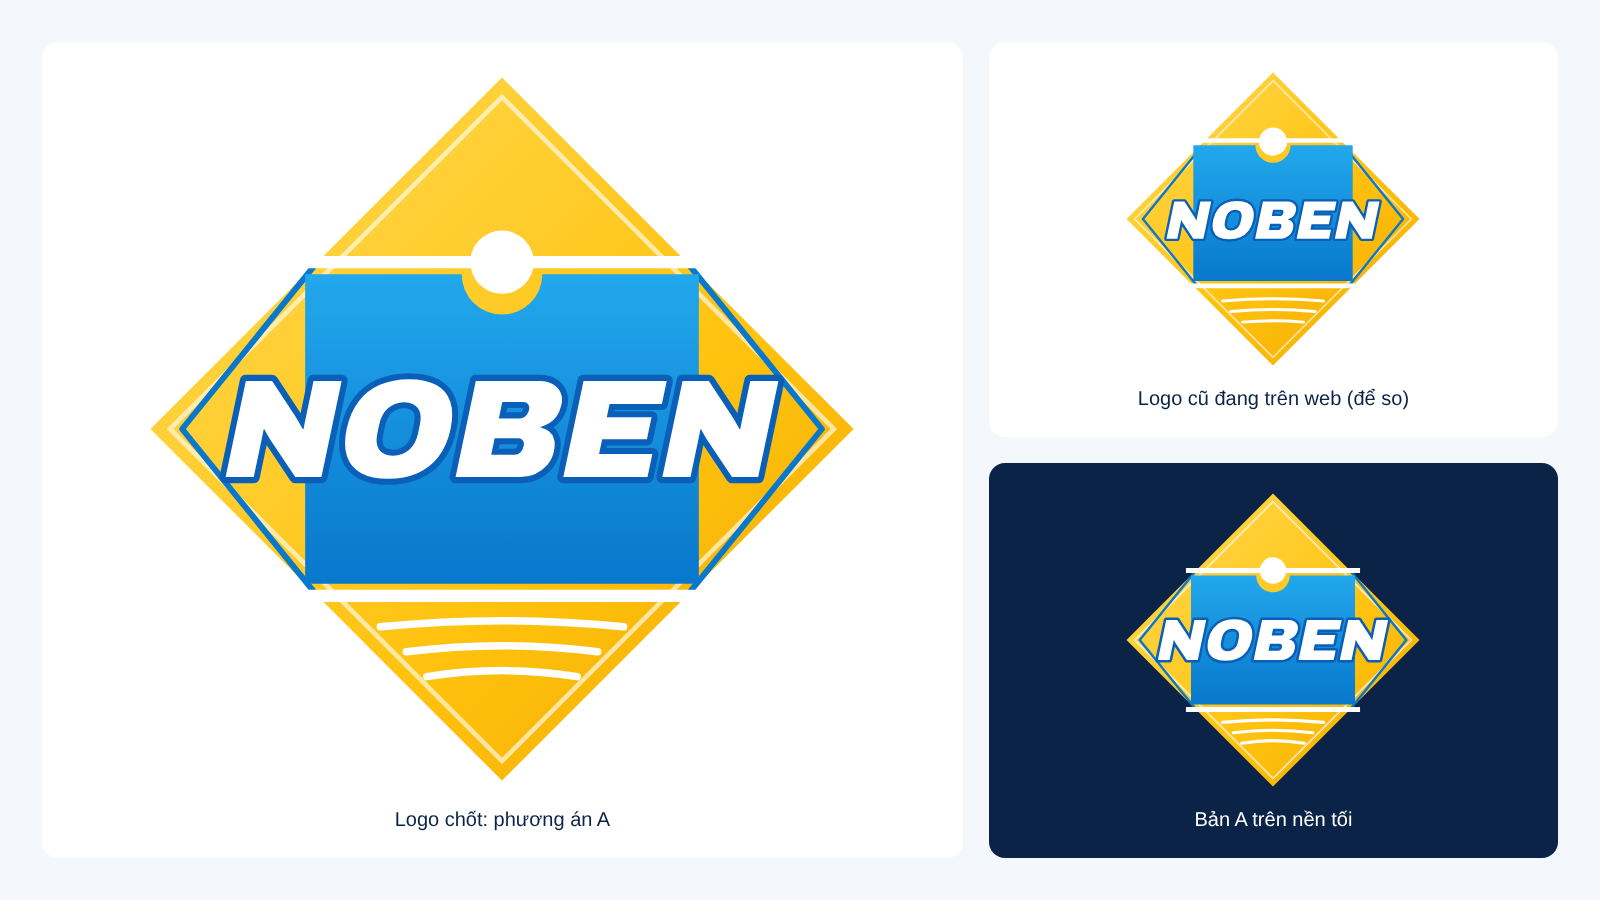 NOBEN
Logo chốt: phương án A
NOBEN
Logo cũ đang trên web (để so)
NOBEN
Bản A trên nền tối